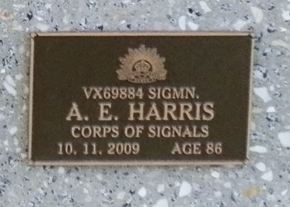 VX69884 SIGMN.
A. E. HARRIS
CORPS OF SIGNALS
10. 11. 2009 AGE 86